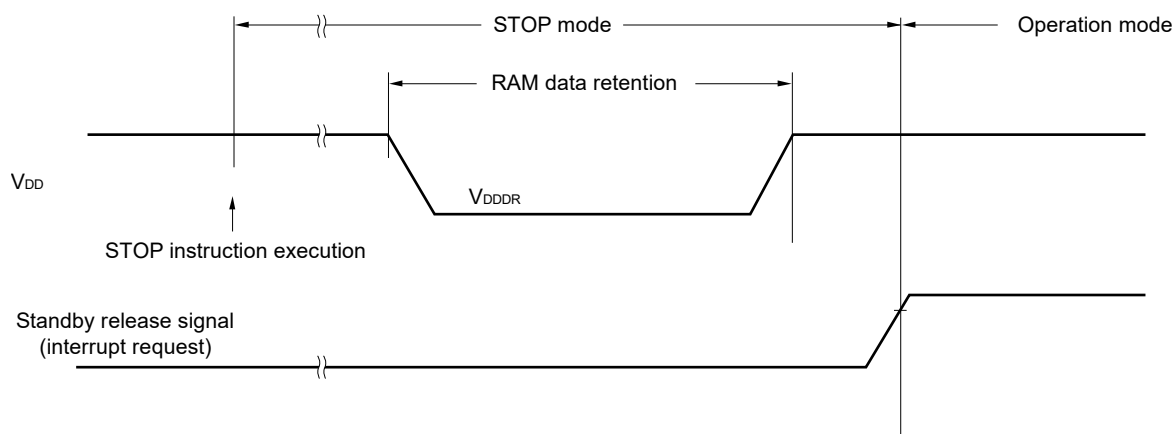 STOP mode
Operation mode
RAM data retention
VDD
VDDDR
STOP instruction execution
Standby release signal
(interrupt request)